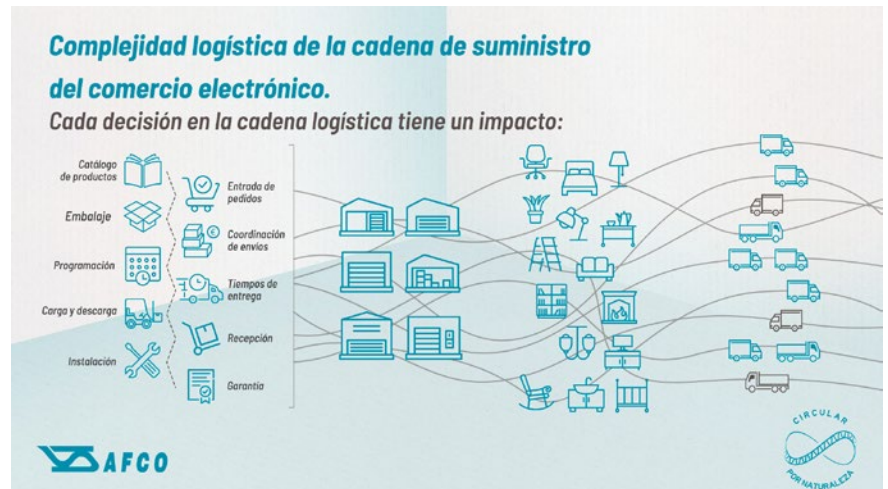 Complejidad logística de la cadena de suministro
del comercio electrónico.
Cada decisión en la cadena logística tiene un impacto:
Catálogo
de productos
Entrada de
pedidos
Embalaje
Coordinación
de envíos
Programación
Tiempos de
entrega
Carga y descarga
Recepción
Instalación
Garantía
AFCO
CIRCULAR
POR NATURALEZA